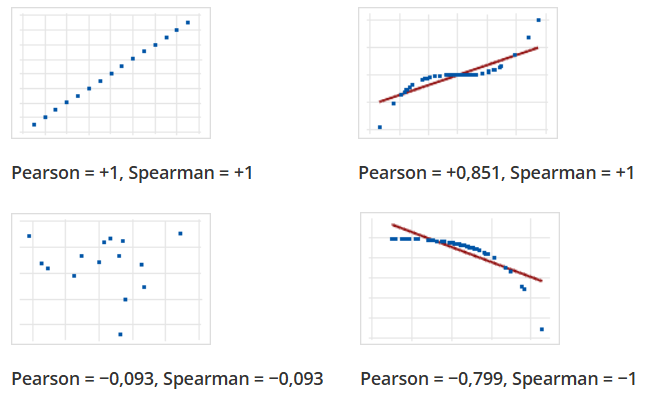 Pearson = +1, Spearman = +1
Pearson = +0,851, Spearman = +1
Pearson = −0,093, Spearman = −0,093
Pearson = −0,799, Spearman = −1